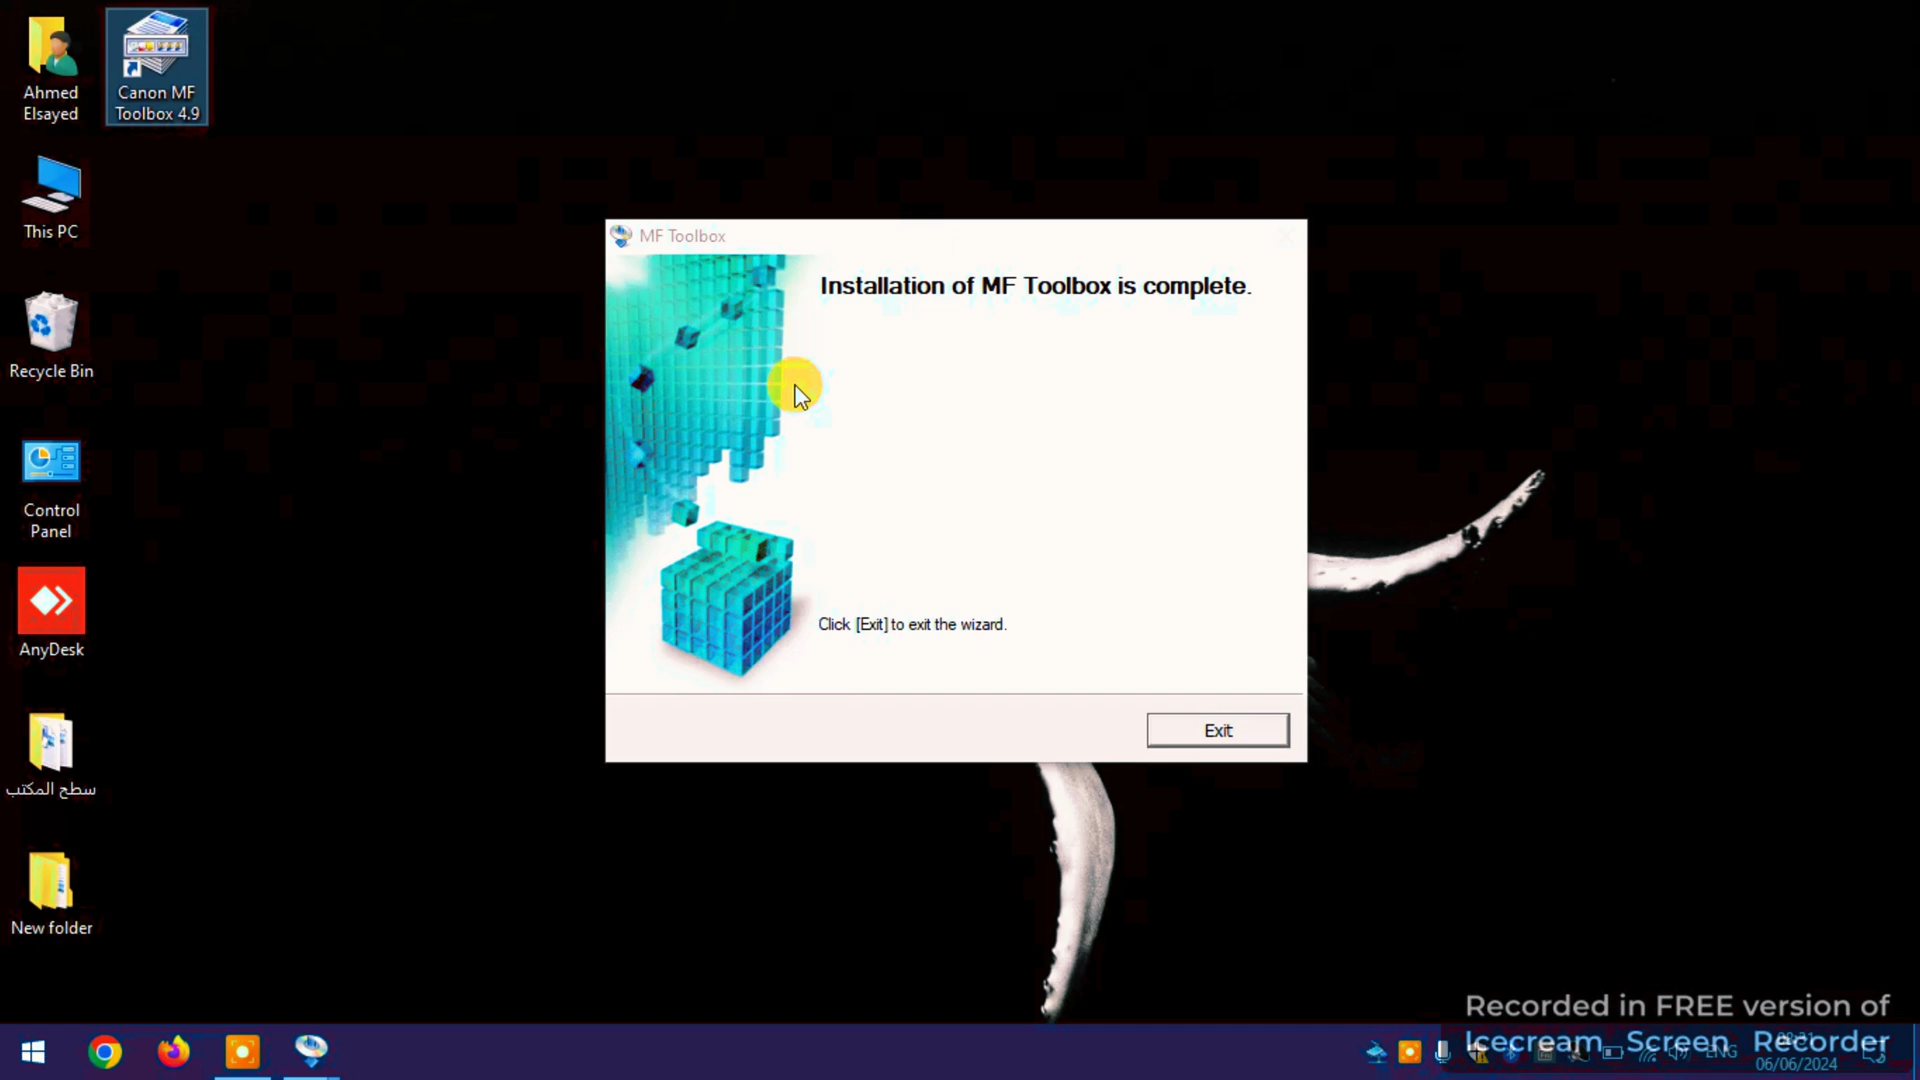 Ahmed
Elsayed
Canon MF
Toolbox 4.9
This PC
Recycle Bin
Control
Panel
AnyDesk
سطح المكتب
New folder
MF Toolbox
Installation of MF Toolbox is complete.
Click [Exit] to exit the wizard.
Exit
Recorded in FREE version of
Icecream Screen Recorder
ENG
06/06/2024